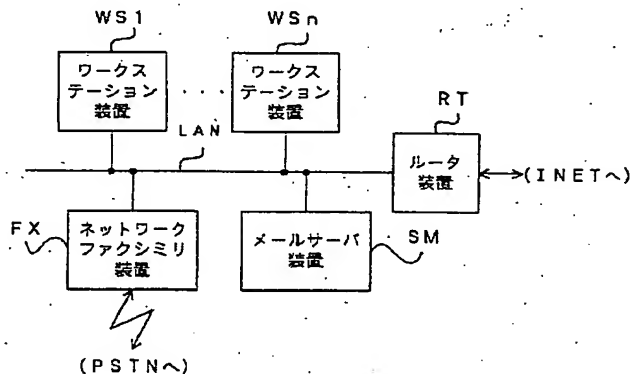 WS1
WSn
ワークス
テーション
装置
・・・・
ワークス
テーション
装置
RT
LAN
ルータ
装置
(INETへ)
FX
ネットワーク
ファクシミリ
装置
メールサーバ
装置
SM
(PSTNへ)